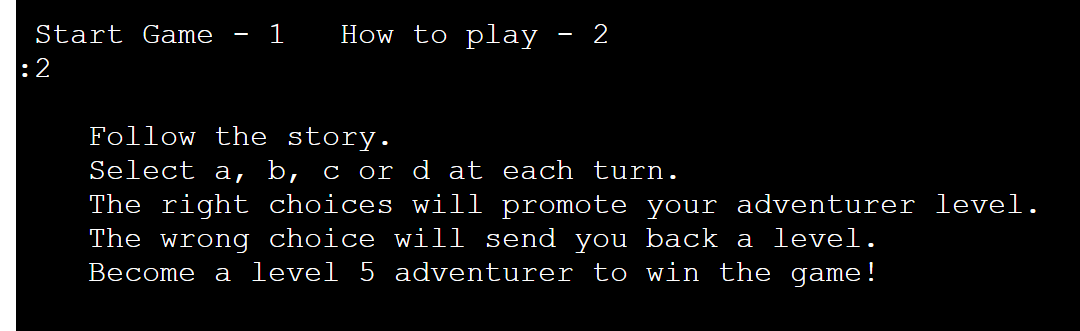 Start Game - 1   How to play - 2
:2
Follow the story.
Select a, b, c or d at each turn.
The right choices will promote your adventurer level.
The wrong choice will send you back a level.
Become a level 5 adventurer to win the game!